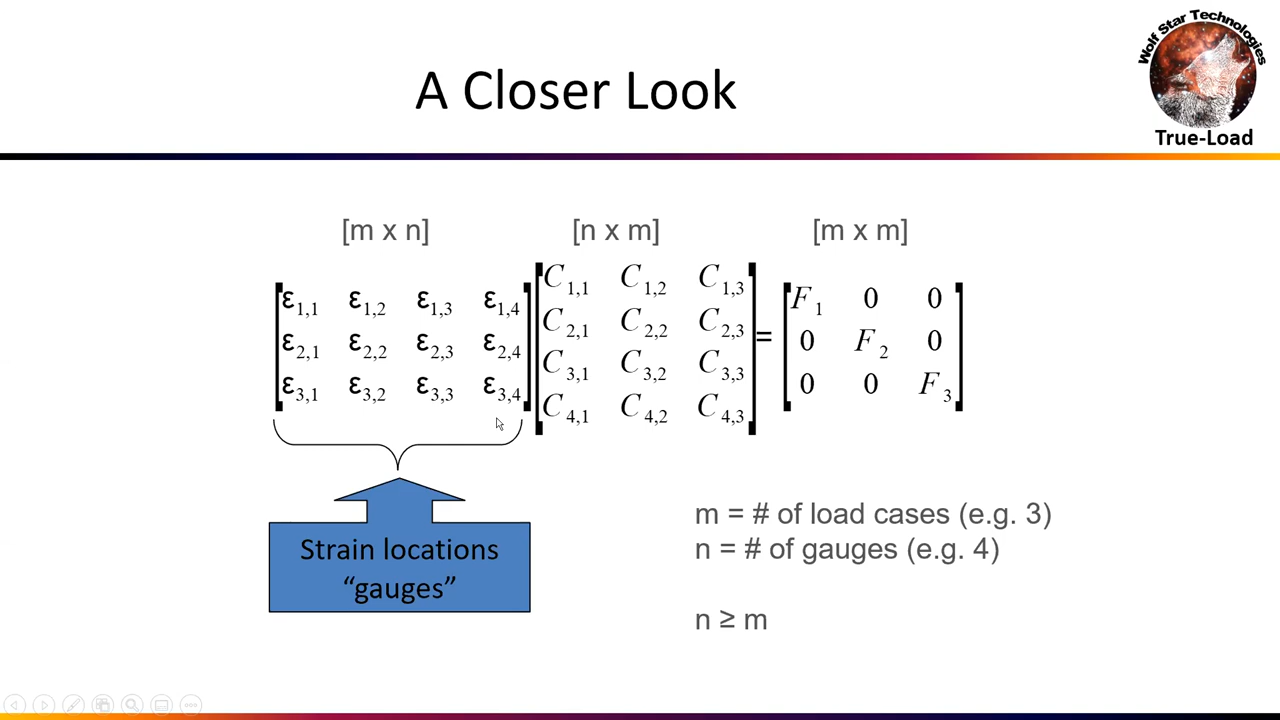 Wolf Star Technologies
True-Load
A Closer Look
[m x n] [n x m] [m x m]
ε1,1 ε1,2 ε1,3 ε1,4
ε2,1 ε2,2 ε2,3 ε2,4
ε3,1 ε3,2 ε3,3 ε3,4
C1,1 C1,2 C1,3
C2,1 C2,2 C2,3
C3,1 C3,2 C3,3
C4,1 C4,2 C4,3
=
F1 0 0
0 F2 0
0 0 F3
Strain locations
“gauges”
m = # of load cases (e.g. 3)
n = # of gauges (e.g. 4)
n ≥ m